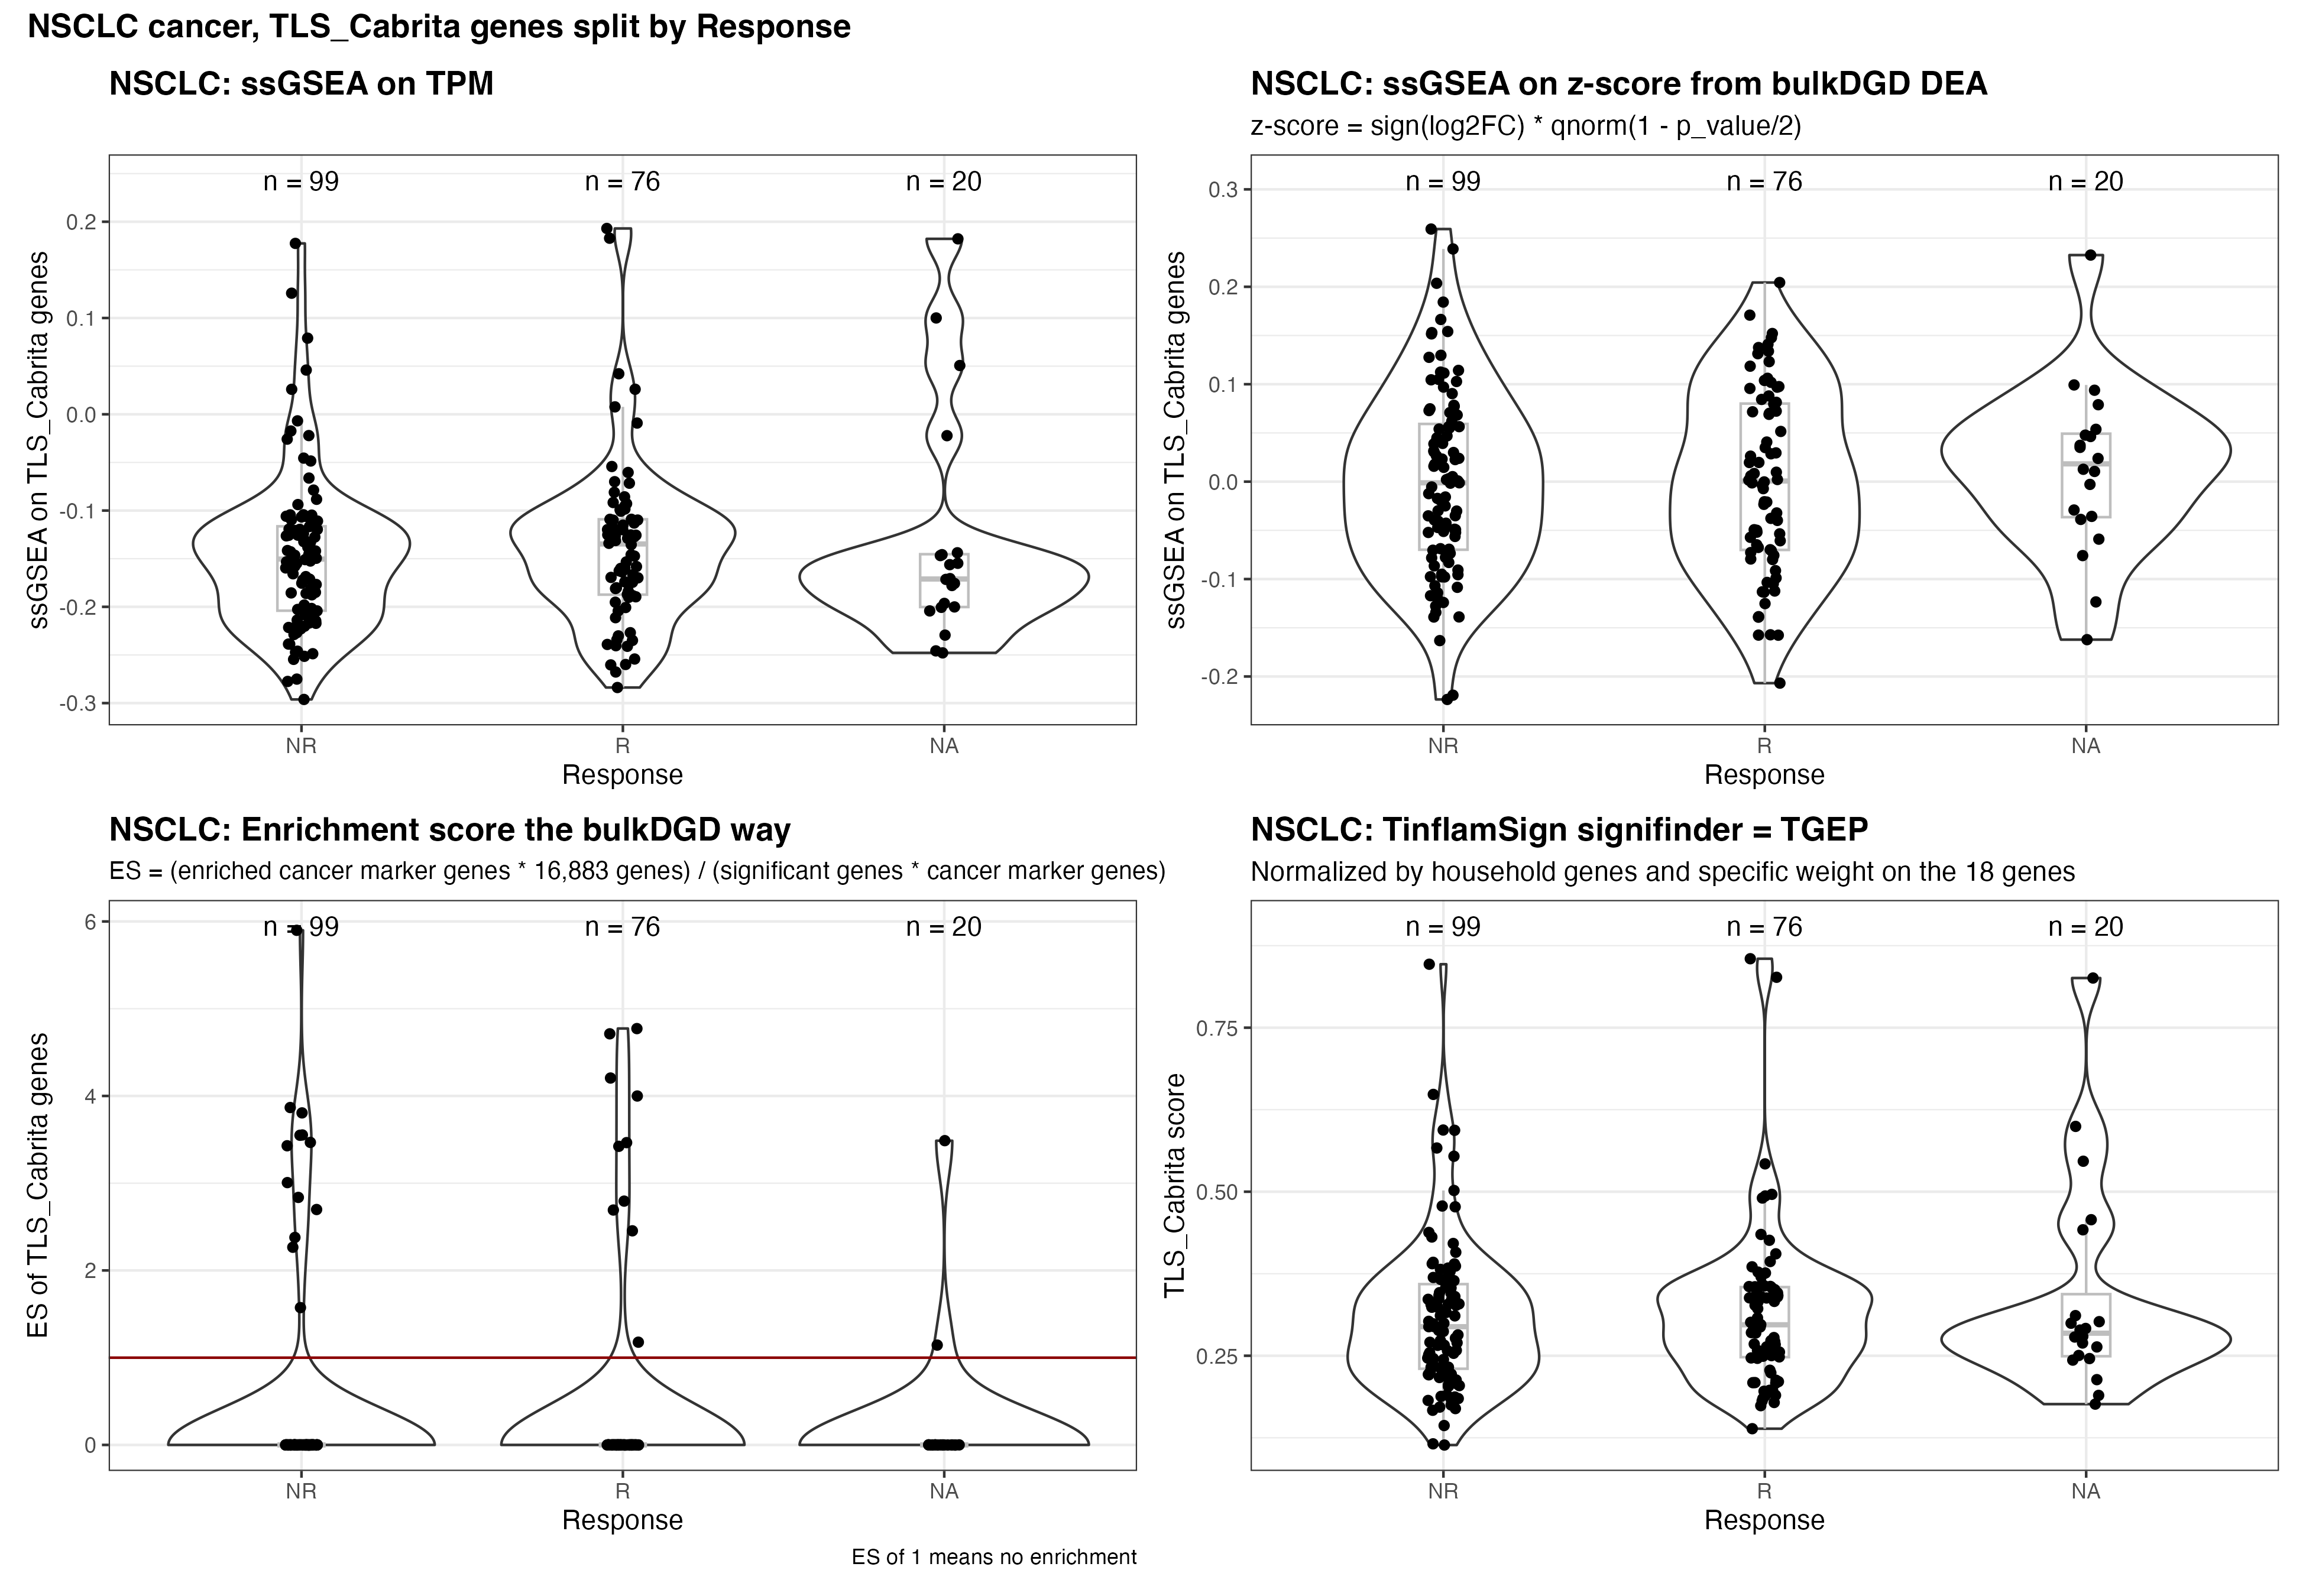 NSCLC cancer, TLS_Cabrita genes split by Response
NSCLC: ssGSEA on TPM
ssGSEA on TLS_Cabrita genes
n = 99 n = 76 n = 20
0.2
0.1
0.0
-0.1
-0.2
-0.3
NR R NA
Response
NSCLC: ssGSEA on z-score from bulkDGD DEA
z-score = sign(log2FC) * qnorm(1 - p_value/2)
ssGSEA on TLS_Cabrita genes
n = 99 n = 76 n = 20
0.3
0.2
0.1
0.0
-0.1
-0.2
NR R NA
Response
NSCLC: Enrichment score the bulkDGD way
ES = (enriched cancer marker genes * 16,883 genes) / (significant genes * cancer marker genes)
ES of TLS_Cabrita genes
n = 99 n = 76 n = 20
6
4
2
0
NR R NA
Response
ES of 1 means no enrichment
NSCLC: TinflamSign signifinder = TGEP
Normalized by household genes and specific weight on the 18 genes
TLS_Cabrita score
n = 99 n = 76 n = 20
0.75
0.50
0.25
NR R NA
Response